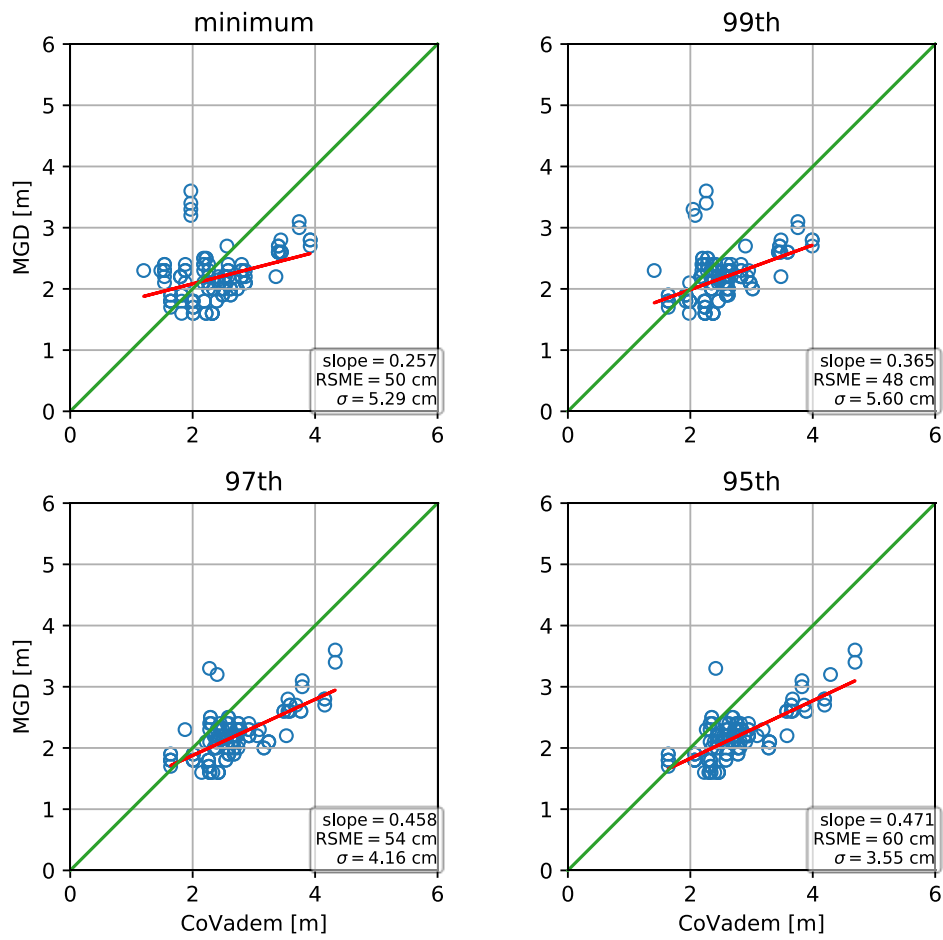 minimum
6
5
4
3
2
1
0
MGD [m]
0 2 4 6
slope = 0.257
RSME = 50 cm
σ = 5.29 cm
99th
6
5
4
3
2
1
0
0 2 4 6
slope = 0.365
RSME = 48 cm
σ = 5.60 cm
97th
6
5
4
3
2
1
0
MGD [m]
0 2 4 6
CoVadem [m]
slope = 0.458
RSME = 54 cm
σ = 4.16 cm
95th
6
5
4
3
2
1
0
0 2 4 6
CoVadem [m]
slope = 0.471
RSME = 60 cm
σ = 3.55 cm